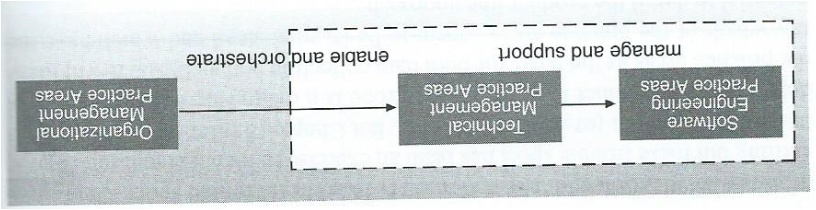 Software
Engineering
Practice Areas
Technical
Management
Practice Areas
Organizational
Management
Practice Areas
manage and support
enable and orchestrate